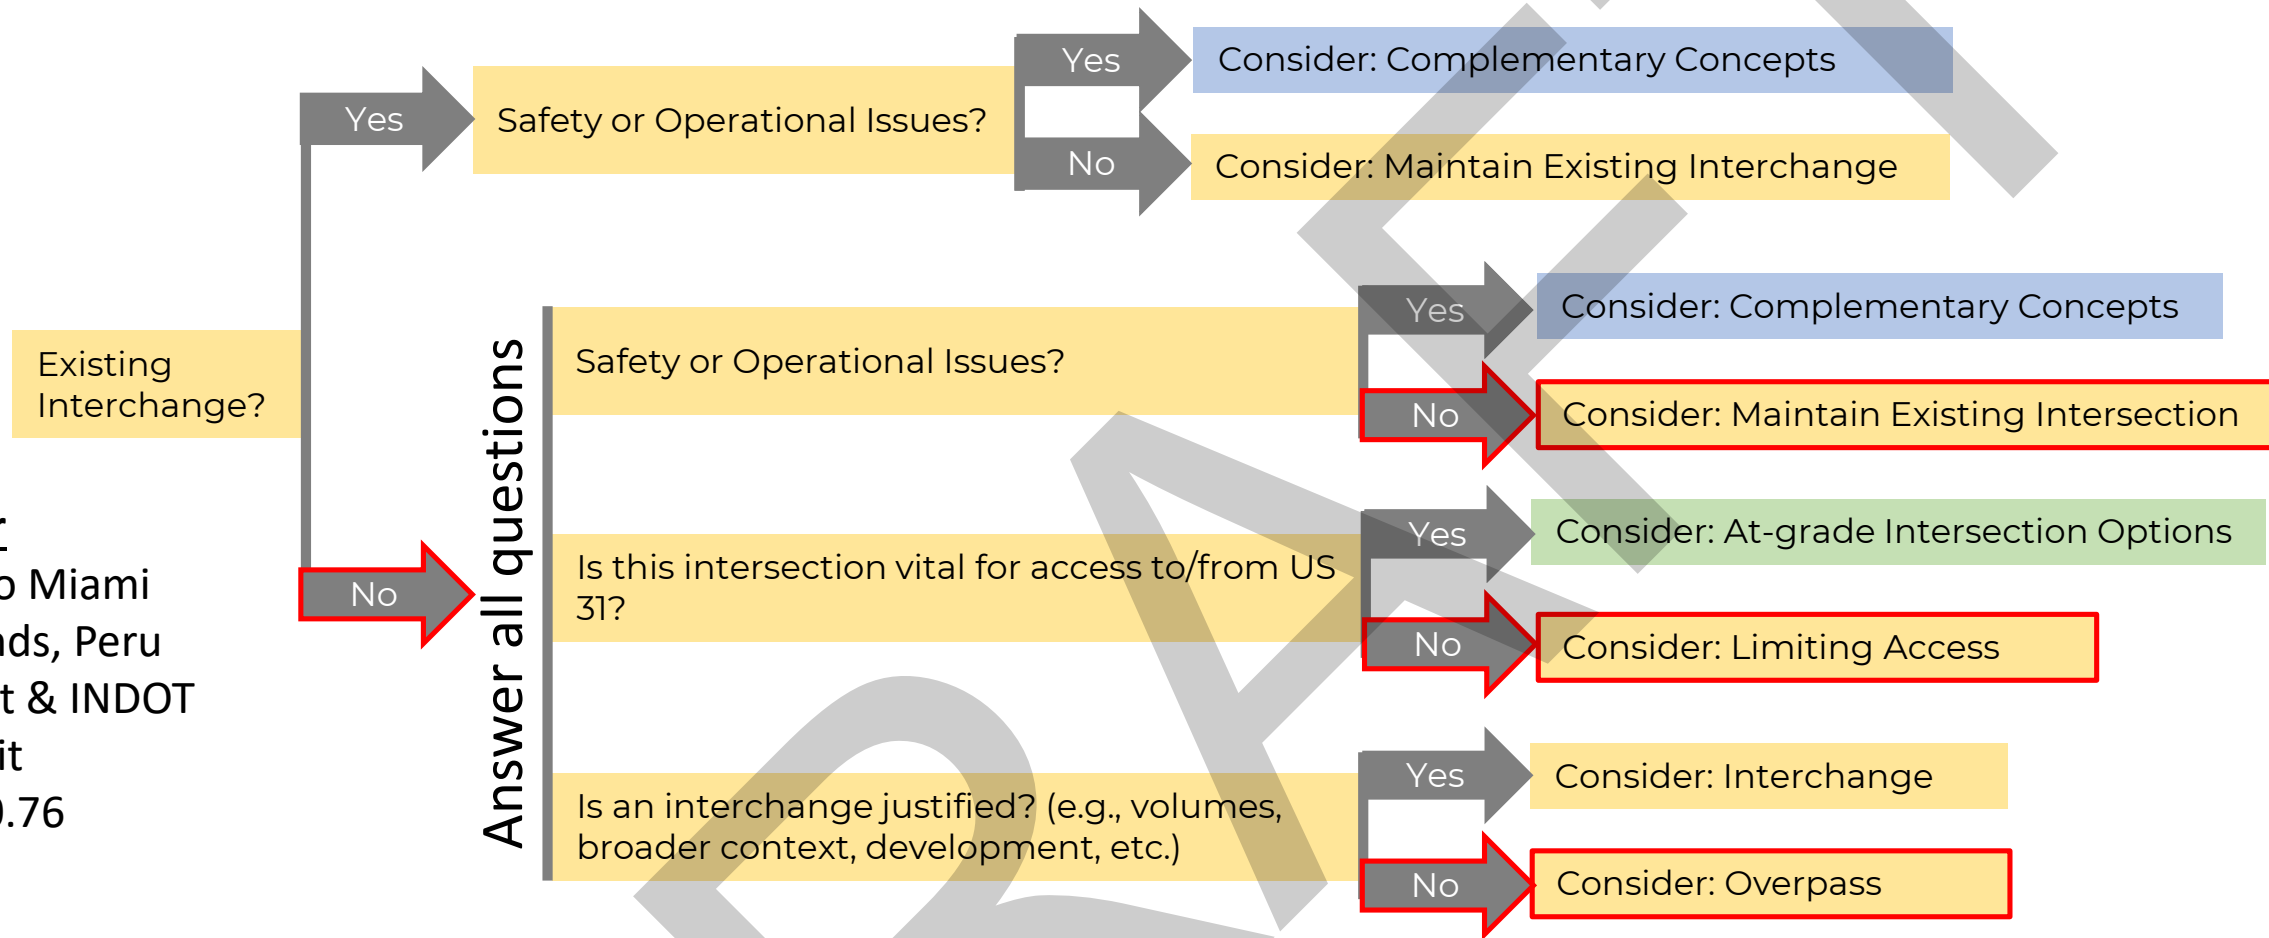 Yes
Safety or Operational Issues?
Yes
Consider: Complementary Concepts
No
Consider: Maintain Existing Interchange
Existing
Interchange?
No
Answer all questions
Safety or Operational Issues?
Yes
Consider: Complementary Concepts
No
Consider: Maintain Existing Intersection
Is this intersection vital for access to/from US
31?
Yes
Consider: At-grade Intersection Options
No
Consider: Limiting Access
Is an interchange justified? (e.g., volumes,
broader context, development, etc.)
Yes
Consider: Interchange
No
Consider: Overpass
Miami
Peru
& INDOT
.76